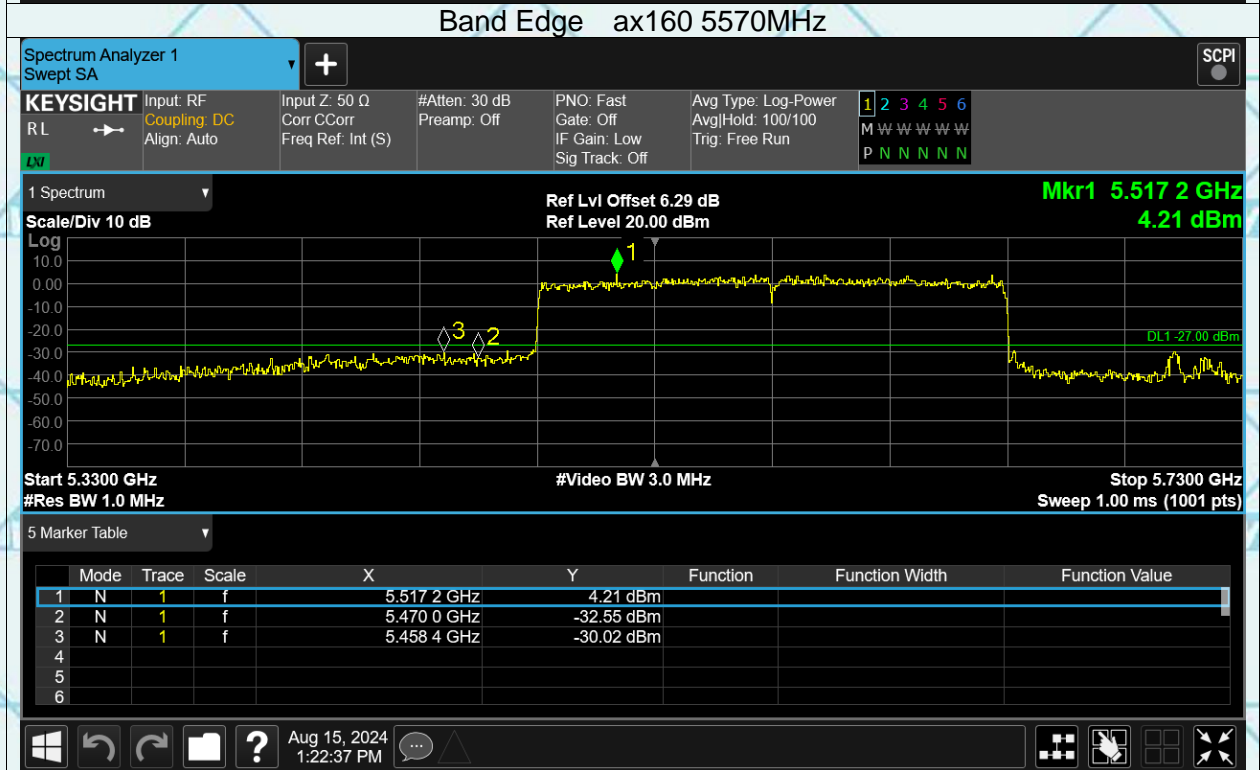 Band Edge ax160 5570MHz
Spectrum Analyzer 1
Swept SA
SCPI
KEYSIGHT
RL
LXI
Input: RF
Coupling: DC
Align: Auto
Input Z: 50 Ω
Corr CCorr
Freq Ref: Int (S)
#Atten: 30 dB
Preamp: Off
PNO: Fast
Gate: Off
IF Gain: Low
Sig Track: Off
Avg Type: Log-Power
Avg|Hold: 100/100
Trig: Free Run
1 2 3 4 5 6
M W W W W W
P N N N N N
1 Spectrum
Scale/Div 10 dB
Ref Lvl Offset 6.29 dB
Ref Level 20.00 dBm
Mkr1 5.517 2 GHz
4.21 dBm
Log
10.0
0.00
-10.0
-20.0
-30.0
-40.0
-50.0
-60.0
-70.0
1
3
2
DL1 -27.00 dBm
Start 5.3300 GHz
#Res BW 1.0 MHz
#Video BW 3.0 MHz
Stop 5.7300 GHz
Sweep 1.00 ms (1001 pts)
5 Marker Table
Mode Trace Scale X Y Function Function Width Function Value
1 N 1 f 5.517 2 GHz 4.21 dBm
2 N 1 f 5.470 0 GHz -32.55 dBm
3 N 1 f 5.458 4 GHz -30.02 dBm
4
5
6
?
Aug 15, 2024
1:22:37 PM